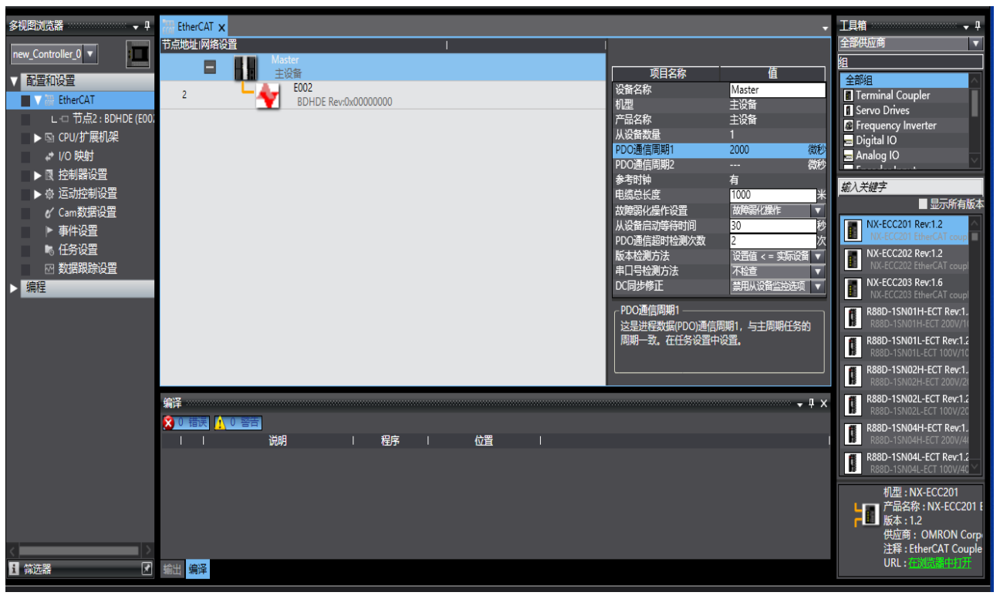 多视图浏览器
new_Controller_0
配置和设置
EtherCAT
节点2 : BDHDE (E002
CPU/扩展机架
I/O 映射
控制器设置
运动控制设置
Cam数据设置
事件设置
任务设置
数据跟踪设置
编程
筛选器
EtherCAT
节点地址|网络设置
Master
主设备
2
E002
BDHDE Rev:0x00000000
项目名称 值
设备名称 Master
机型 主设备
产品名称 主设备
从设备数量 1
PDO通信周期1 2000 微秒
PDO通信周期2 --- 微秒
参考时钟 有
电缆总长度 1000 米
故障弱化操作设置 故障弱化操作
从设备启动等待时间 30 秒
PDO通信超时检测次数 2 次
版本检测方法 设置值 < = 实际设备
串口号检测方法 不检查
DC同步修正 禁用从设备监控选项
PDO通信周期1
这是进程数据(PDO)通信周期1，与主周期任务的
周期一致。在任务设置中设置。
编译
0 错误 0 警告
说明 程序 位置
输出 编译
工具箱
全部供应商
组
全部组
Terminal Coupler
Servo Drives
Frequency Inverter
Digital IO
Analog IO
输入关键字
显示所有版本
NX-ECC201 Rev:1.2
NX-ECC201 EtherCAT coupl
NX-ECC202 Rev:1.2
NX-ECC202 EtherCAT coupl
NX-ECC203 Rev:1.6
NX-ECC203 EtherCAT coupl
R88D-1SN01H-ECT Rev:1.
R88D-1SN01H-ECT 200V/1
R88D-1SN01L-ECT Rev:1.2
R88D-1SN01L-ECT 100V/10
R88D-1SN02H-ECT Rev:1.
R88D-1SN02H-ECT 200V/2
R88D-1SN02L-ECT Rev:1.2
R88D-1SN02L-ECT 100V/20
R88D-1SN04H-ECT Rev:1.
R88D-1SN04H-ECT 200V/4
R88D-1SN04L-ECT Rev:1.2
R88D-1SN04L-ECT 100V/40
机型 : NX-ECC201
产品名称 : NX-ECC201 E
版本 : 1.2
供应商 : OMRON Corp
注释 : EtherCAT Couple
URL : 在浏览器中打开